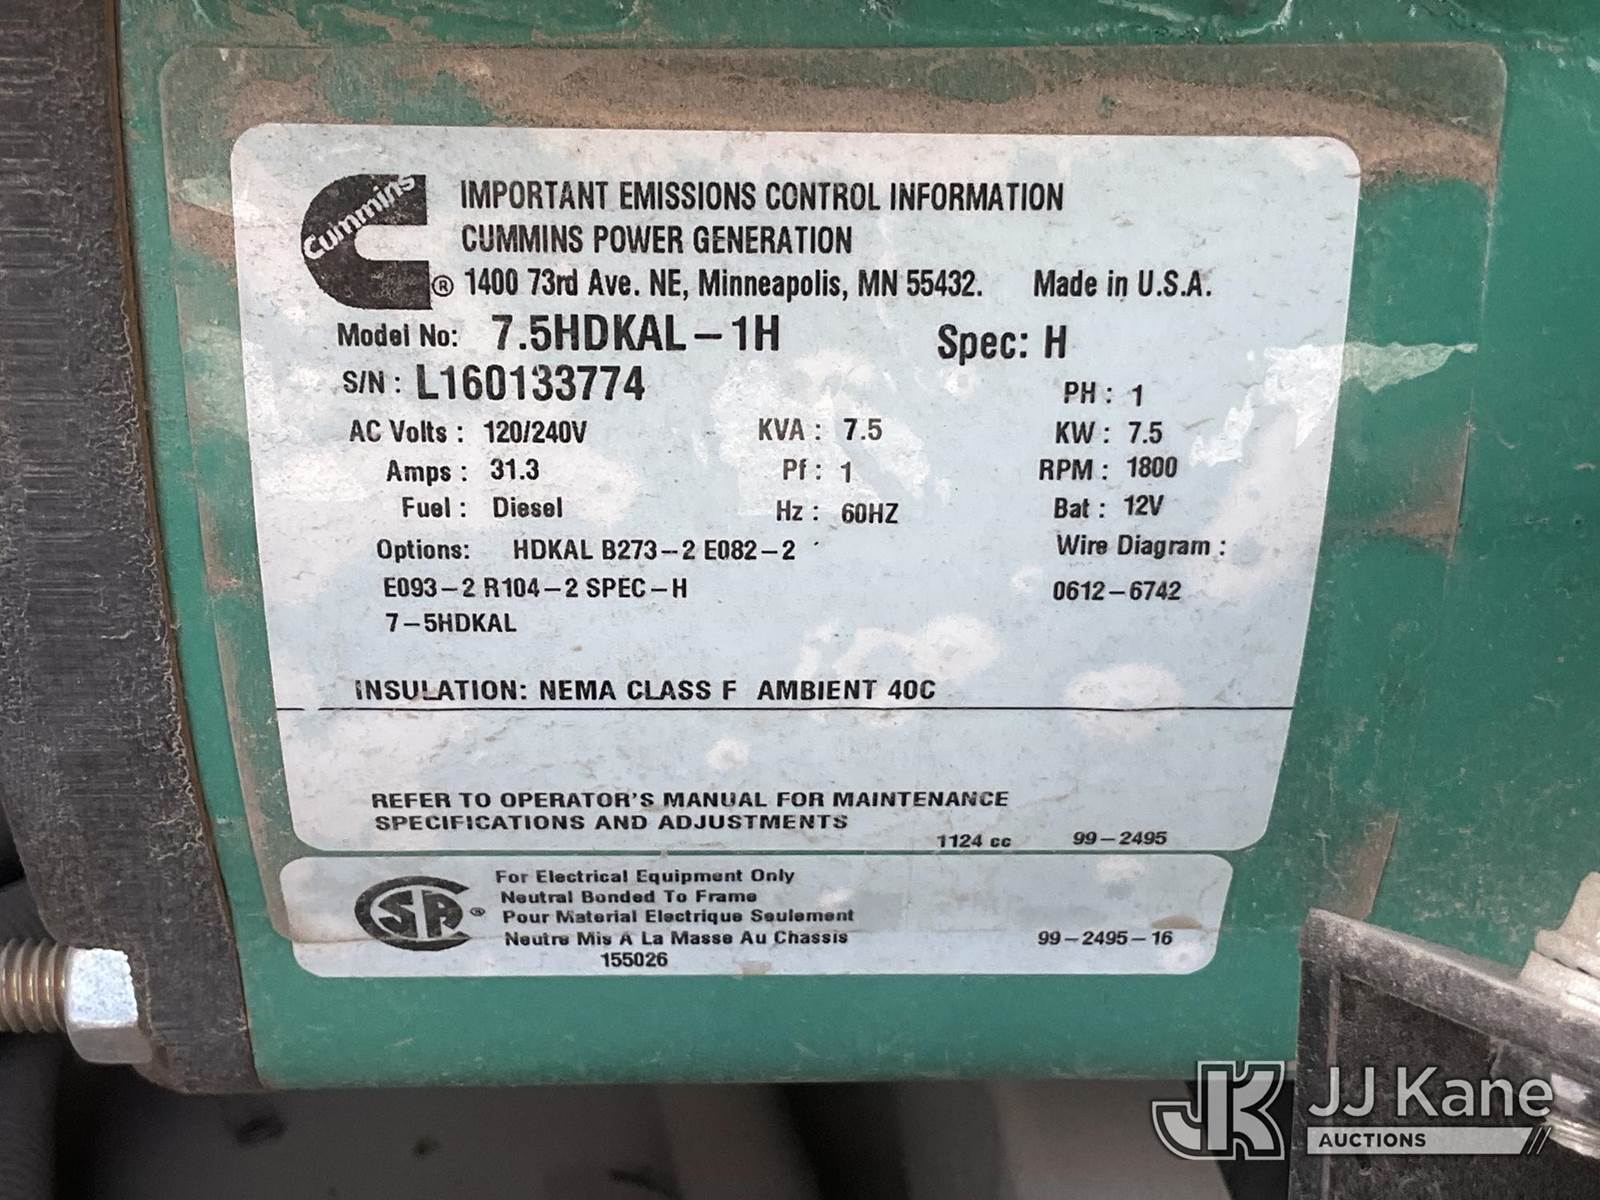 Cummins
IMPORTANT EMISSIONS CONTROL INFORMATION
CUMMINS POWER GENERATION
® 1400 73rd Ave. NE, Minneapolis, MN 55432. Made in U.S.A.
Model No: 7.5HDKAL-1H Spec: H
S/N : L160133774 PH : 1
AC Volts : 120/240V KVA : 7.5 KW : 7.5
Amps : 31.3 Pf : 1 RPM : 1800
Fuel : Diesel Hz : 60HZ Bat : 12V
Options: HDKAL B273-2 E082-2 Wire Diagram :
E093-2 R104-2 SPEC-H 0612-6742
7-5HDKAL
INSULATION: NEMA CLASS F AMBIENT 40C
REFER TO OPERATOR'S MANUAL FOR MAINTENANCE
SPECIFICATIONS AND ADJUSTMENTS
1124 cc 99-2495
For Electrical Equipment Only
Neutral Bonded To Frame
SA ® Pour Material Electrique Seulement
Neutre Mis A La Masse Au Chassis 99-2495-16
155026
JK JJ Kane
AUCTIONS